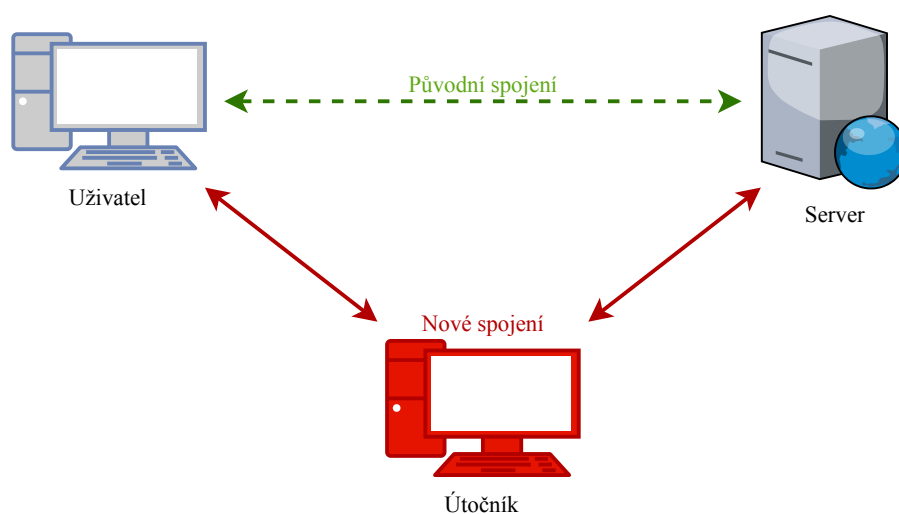 Původní spojení
Uživatel
Server
Nové spojení
Útočník